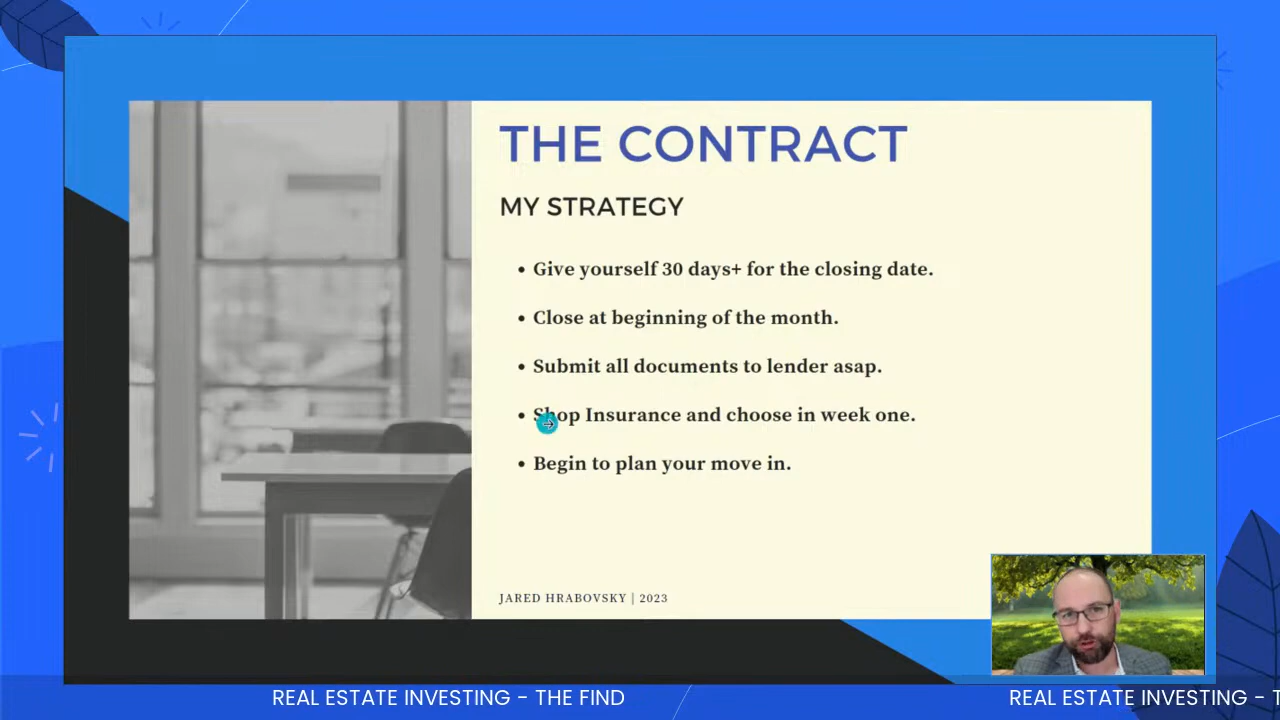 THE CONTRACT
MY STRATEGY
• Give yourself 30 days+ for the closing date.
• Close at beginning of the month.
• Submit all documents to lender asap.
• Shop Insurance and choose in week one.
• Begin to plan your move in.
JARED HRABOVSKY | 2023
REAL ESTATE INVESTING - THE FIND
REAL ESTATE INVESTING - T